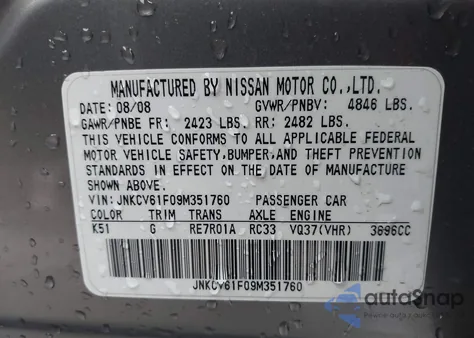 MANUFACTURED BY NISSAN MOTOR CO.,LTD.
DATE: 08/08 GVWR/PNBV: 4846 LBS.
GAWR/PNBE FR: 2423 LBS. RR: 2482 LBS.
THIS VEHICLE CONFORMS TO ALL APPLICABLE FEDERAL
MOTOR VEHICLE SAFETY,BUMPER,AND THEFT PREVENTION
STANDARDS IN EFFECT ON THE DATE OF MANUFACTURE
SHOWN ABOVE.
VIN: JNKCV61F09M351760 PASSENGER CAR
COLOR TRIM TRANS AXLE ENGINE
K51 G RE7R01A RC33 VQ37(VHR) 3696CC
JNKCV61F09M351760
autoSnap